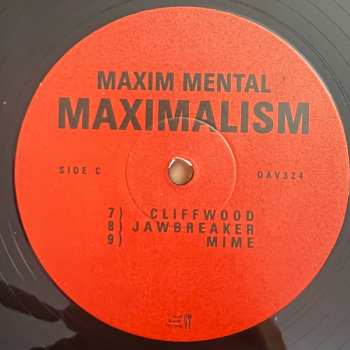 MAXIM MENTAL
MAXIMALISM
SIDE C
DAV324
7) CLIFFWOOD
8) JAWBREAKER
9) MIME